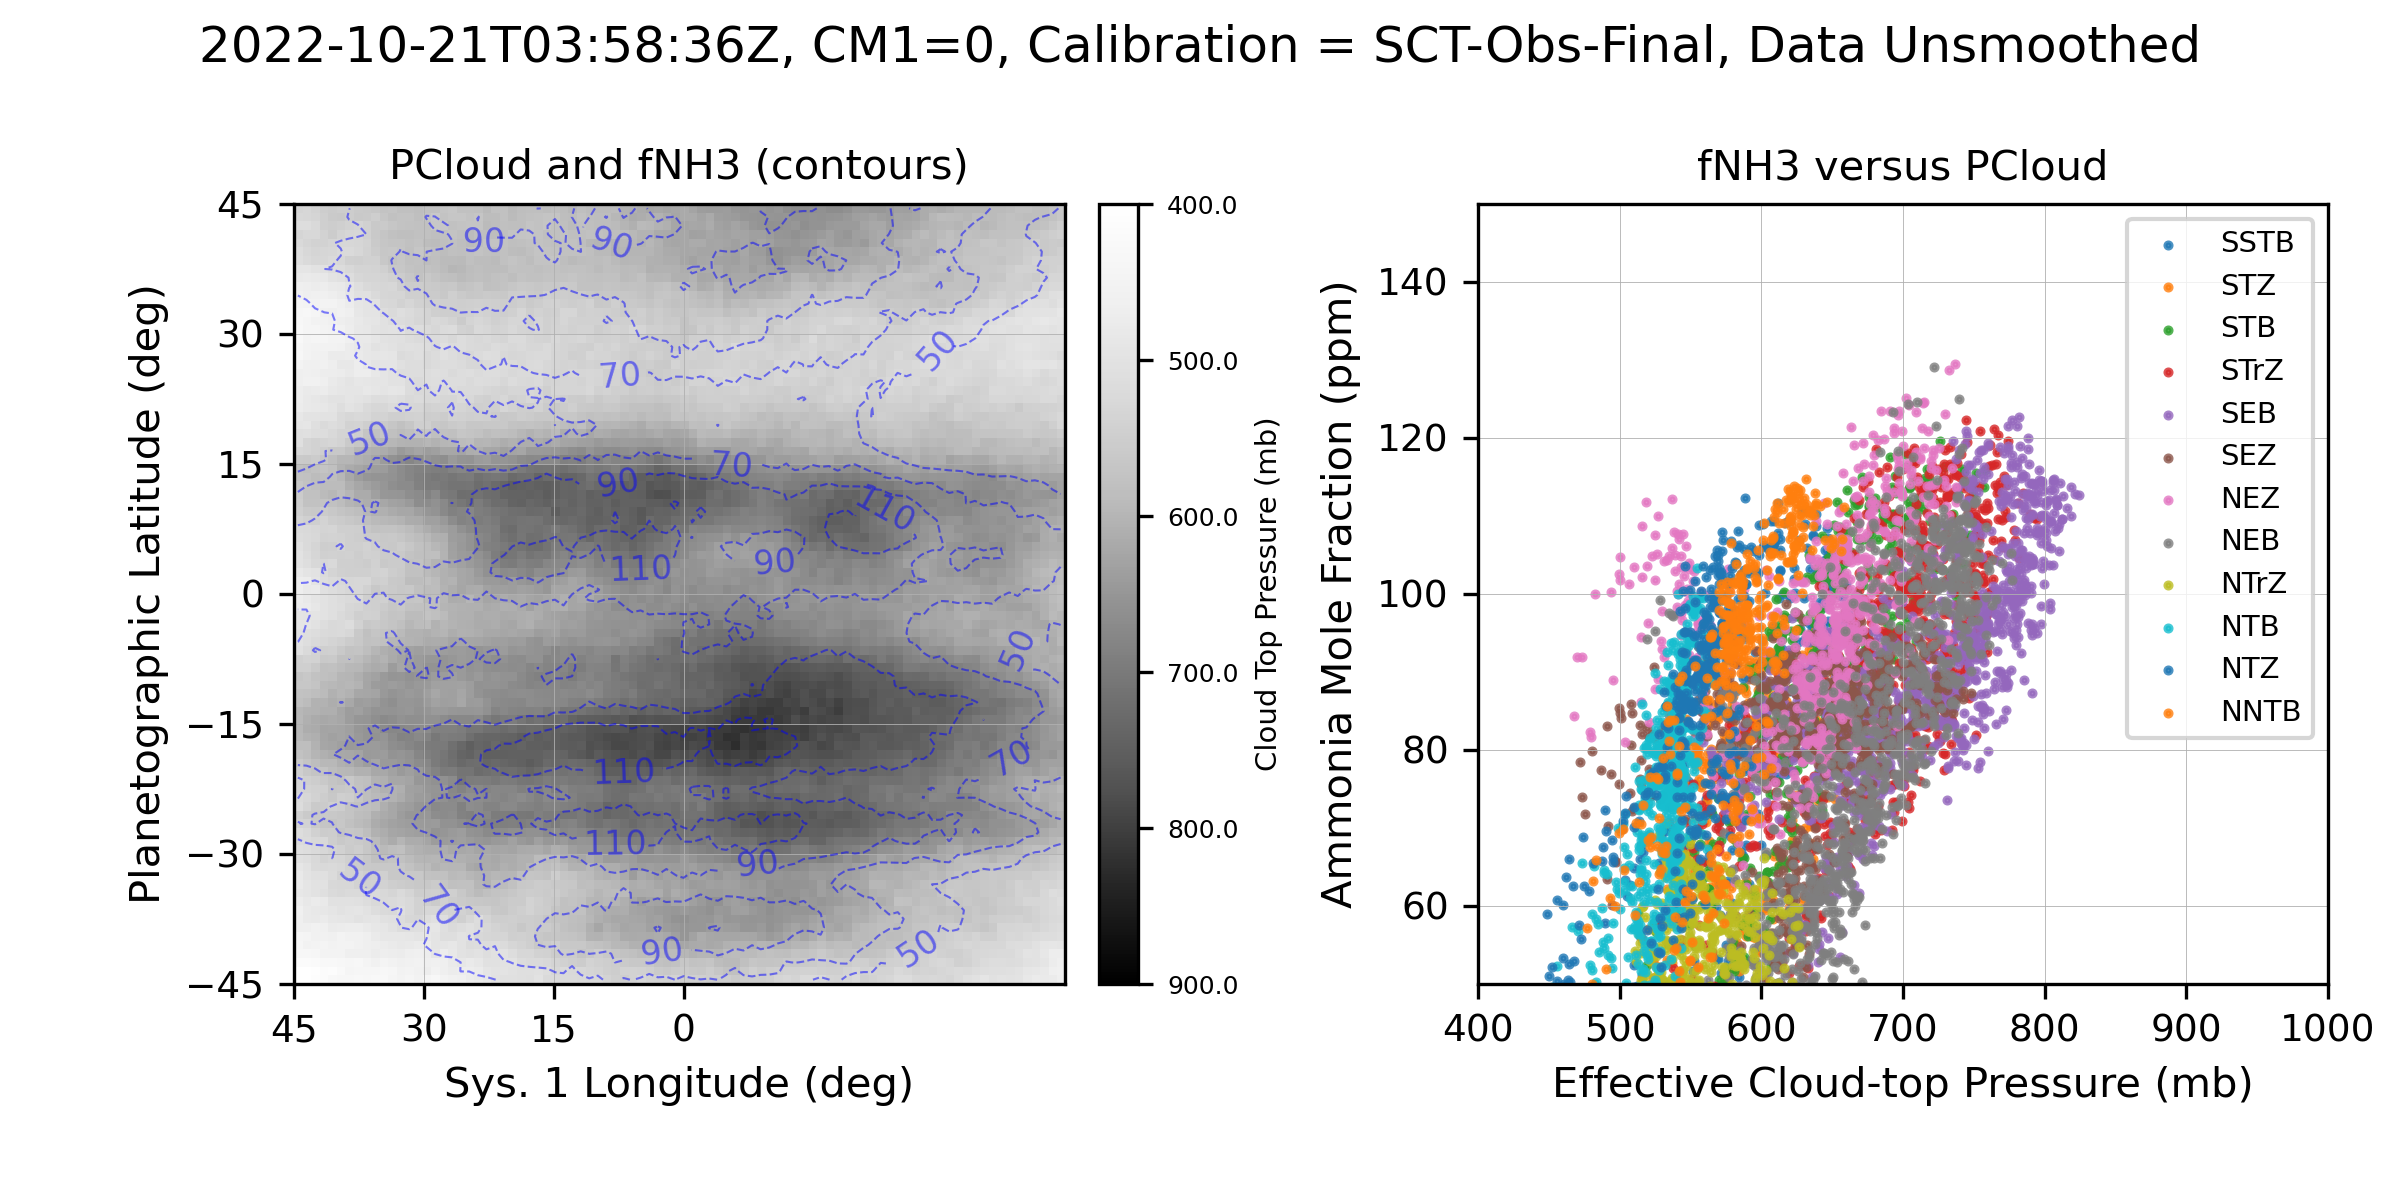 2022-10-21T03:58:36Z, CM1=0, Calibration = SCT-Obs-Final, Data Unsmoothed
PCloud and fNH3 (contours)
Planetographic Latitude (deg)
45
30
15
0
−15
−30
−45
45
30
15
0
Sys. 1 Longitude (deg)
90
90
50
70
50
70
90
110
110
90
50
110
70
110
90
50
70
90
50
400.0
500.0
600.0
700.0
800.0
900.0
Cloud Top Pressure (mb)
fNH3 versus PCloud
Ammonia Mole Fraction (ppm)
140
120
100
80
60
400
500
600
700
800
900
1000
Effective Cloud-top Pressure (mb)
SSTB
STZ
STB
STrZ
SEB
SEZ
NEZ
NEB
NTrZ
NTB
NTZ
NNTB